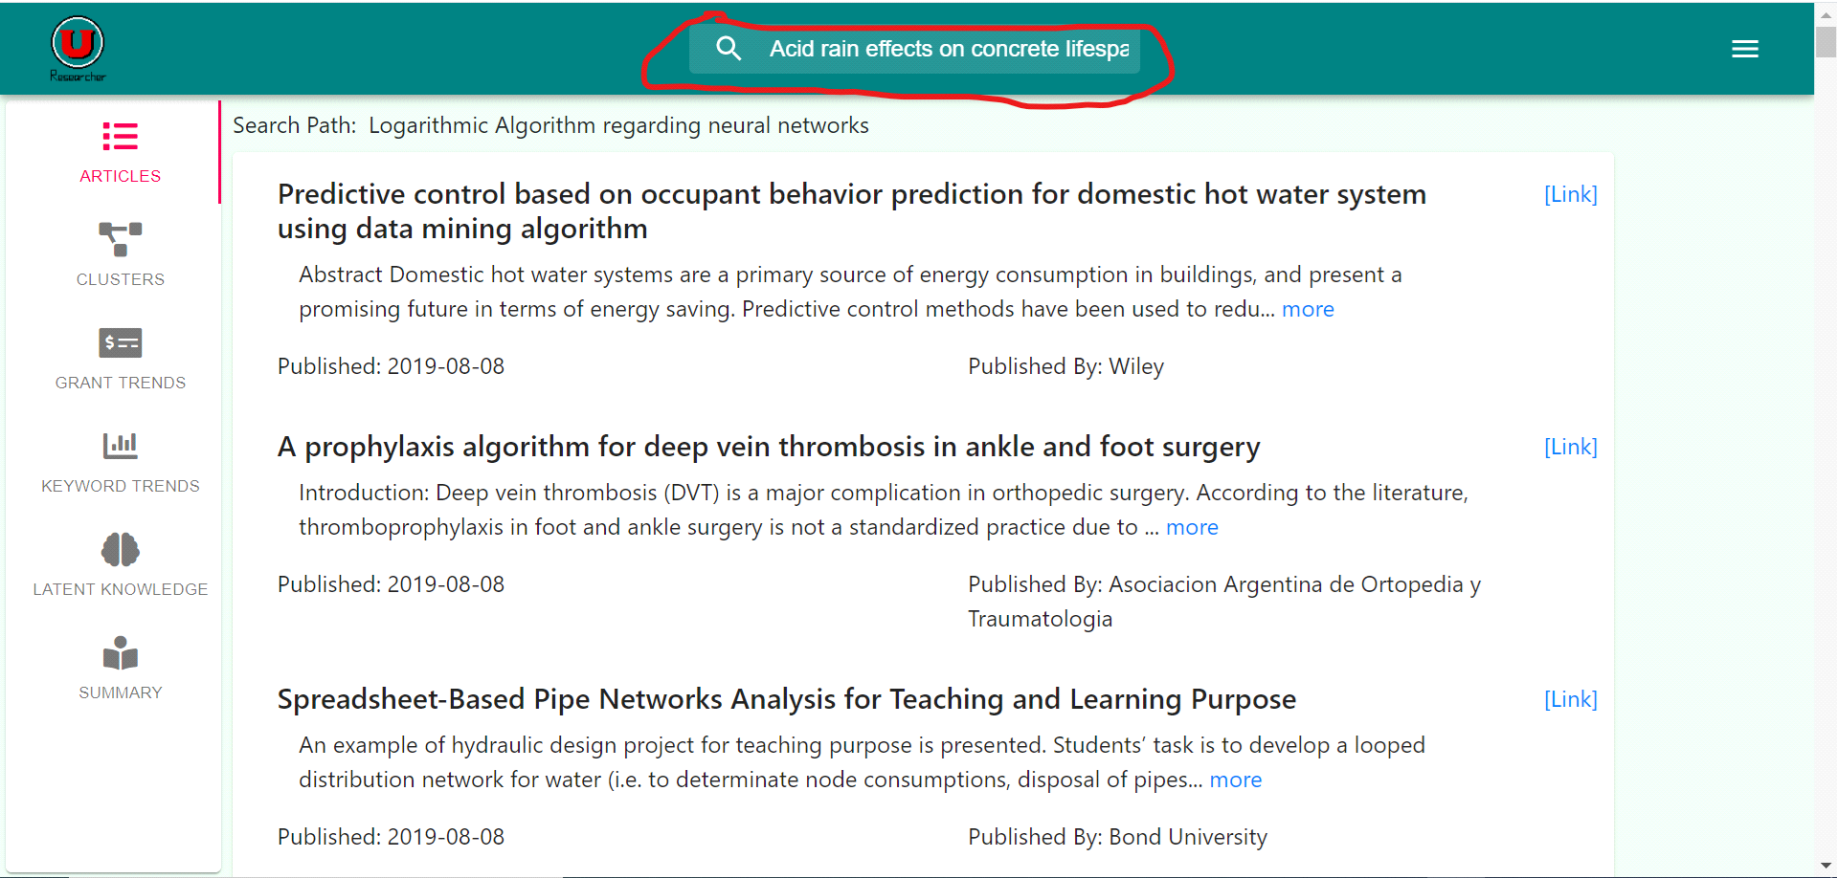 U
Researcher
Acid rain effects on concrete lifespa
ARTICLES
CLUSTERS
$
GRANT TRENDS
KEYWORD TRENDS
LATENT KNOWLEDGE
SUMMARY
Search Path: Logarithmic Algorithm regarding neural networks
Predictive control based on occupant behavior prediction for domestic hot water system
[Link]
using data mining algorithm
Abstract Domestic hot water systems are a primary source of energy consumption in buildings, and present a
promising future in terms of energy saving. Predictive control methods have been used to redu... more
Published: 2019-08-08
Published By: Wiley
A prophylaxis algorithm for deep vein thrombosis in ankle and foot surgery
[Link]
Introduction: Deep vein thrombosis (DVT) is a major complication in orthopedic surgery. According to the literature,
thromboprophylaxis in foot and ankle surgery is not a standardized practice due to ... more
Published: 2019-08-08
Published By: Asociacion Argentina de Ortopedia y
Traumatologia
Spreadsheet-Based Pipe Networks Analysis for Teaching and Learning Purpose
[Link]
An example of hydraulic design project for teaching purpose is presented. Students’ task is to develop a looped
distribution network for water (i.e. to determinate node consumptions, disposal of pipes... more
Published: 2019-08-08
Published By: Bond University